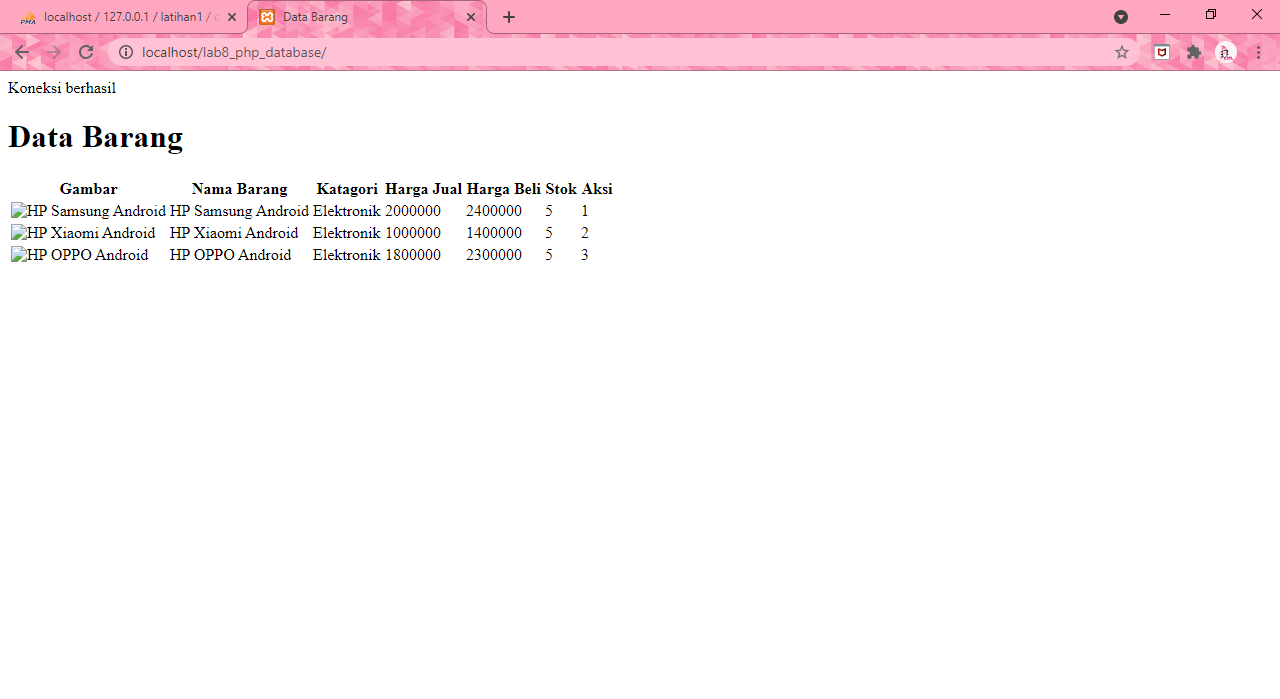 localhost / 127.0.0.1 / latihan1 /
Data Barang
localhost/lab8_php_database/
Koneksi berhasil
Data Barang
Gambar Nama Barang Katagori Harga Jual Harga Beli Stok Aksi
HP Samsung Android HP Samsung Android Elektronik 2000000 2400000 5 1
HP Xiaomi Android HP Xiaomi Android Elektronik 1000000 1400000 5 2
HP OPPO Android HP OPPO Android Elektronik 1800000 2300000 5 3